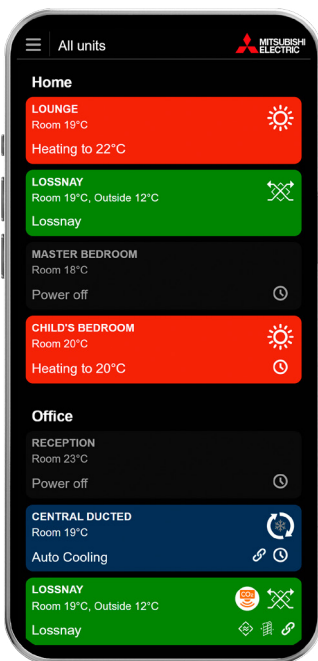 All units
MITSUBISHI
ELECTRIC
Home
LOUNGE
Room 19°C
Heating to 22°C
LOSSNAY
Room 19°C, Outside 12°C
Lossnay
MASTER BEDROOM
Room 18°C
Power off
CHILD'S BEDROOM
Room 20°C
Heating to 20°C
Office
RECEPTION
Room 23°C
Power off
CENTRAL DUCTED
Room 19°C
Auto Cooling
LOSSNAY
CO₂
Room 19°C, Outside 12°C
Lossnay